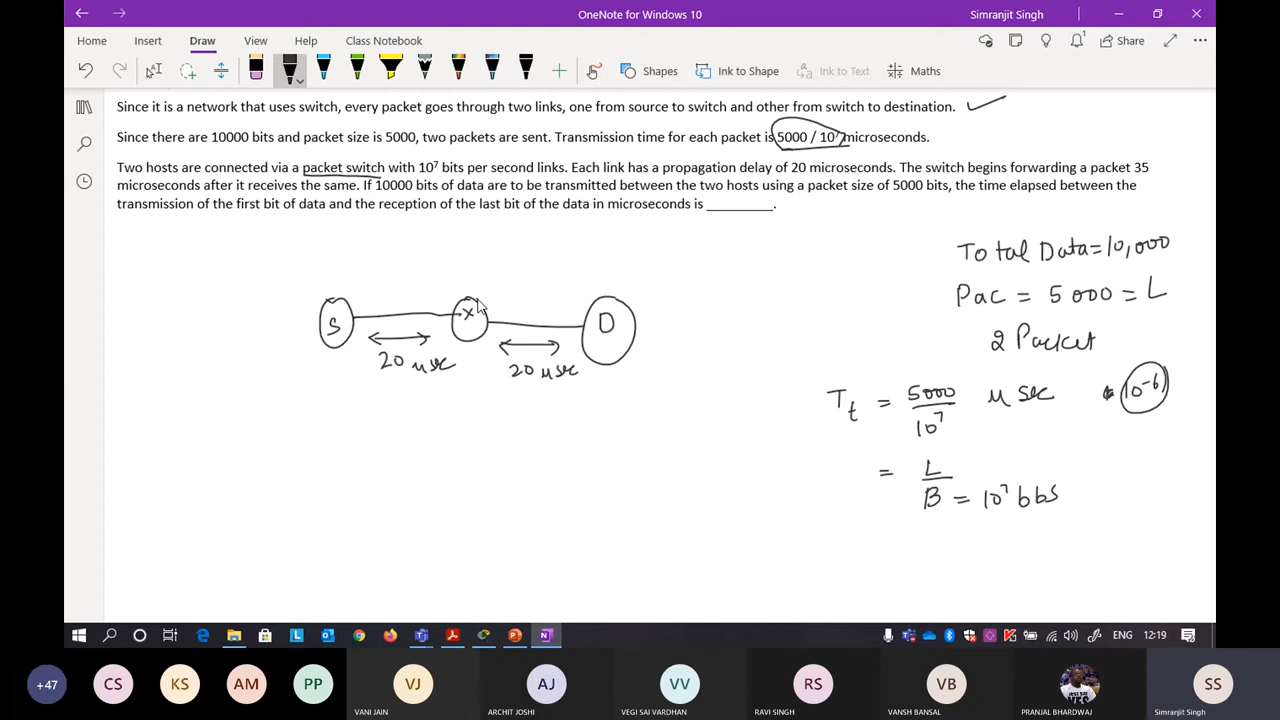 OneNote for Windows 10
Simranjit Singh
Home Insert Draw View Help Class Notebook
Share
Shapes Ink to Shape Ink to Text Maths
Since it is a network that uses switch, every packet goes through two links, one from source to switch and other from switch to destination.
Since there are 10000 bits and packet size is 5000, two packets are sent. Transmission time for each packet is 5000 / 10⁷ microseconds.
Two hosts are connected via a packet switch with 10⁷ bits per second links. Each link has a propagation delay of 20 microseconds. The switch begins forwarding a packet 35
microseconds after it receives the same. If 10000 bits of data are to be transmitted between the two hosts using a packet size of 5000 bits, the time elapsed between the
transmission of the first bit of data and the reception of the last bit of the data in microseconds is __________.
Total Data=10,000
Pac = 5000 = L
2 Packet
S x D
20 μsec 20 μsec
Tt = 5000/10⁷ μ sec 10⁻⁶
= L/B = 10⁷ bbs
ENG 12:19
+47 CS KS AM PP VJ AJ VV RS VB SS
VANI JAIN ARCHIT JOSHI VEGI SAI VARDHAN RAVI SINGH VANSH BANSAL PRANJAL BHARDWAJ Simranjit Singh